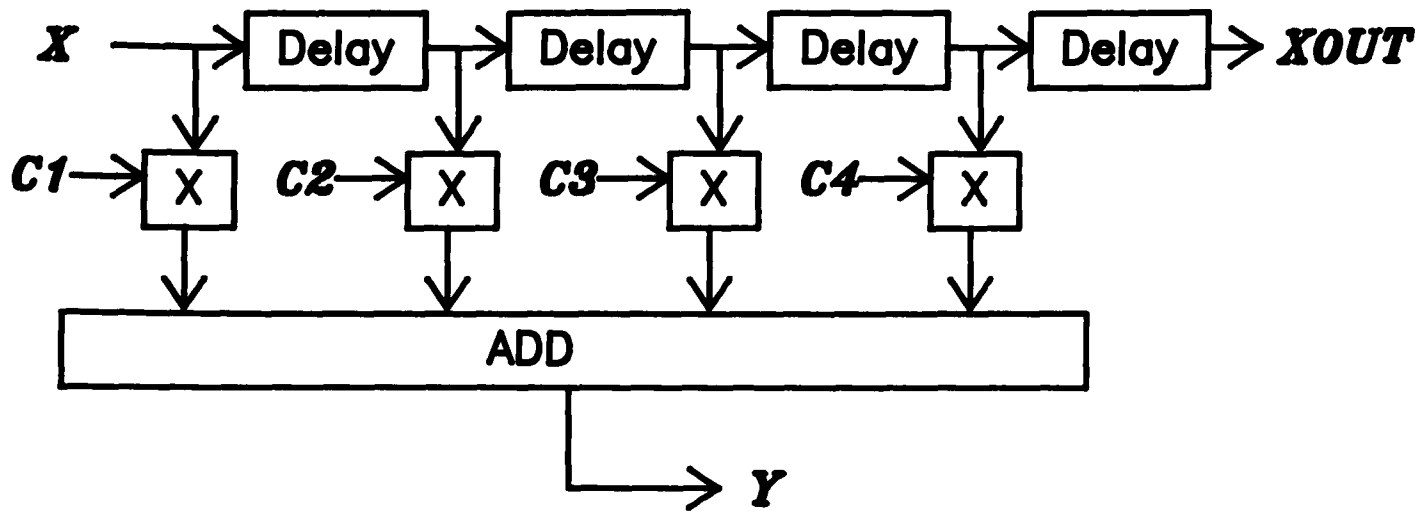 X Delay Delay Delay Delay XOUT
C1 X C2 X C3 X C4 X
ADD
Y